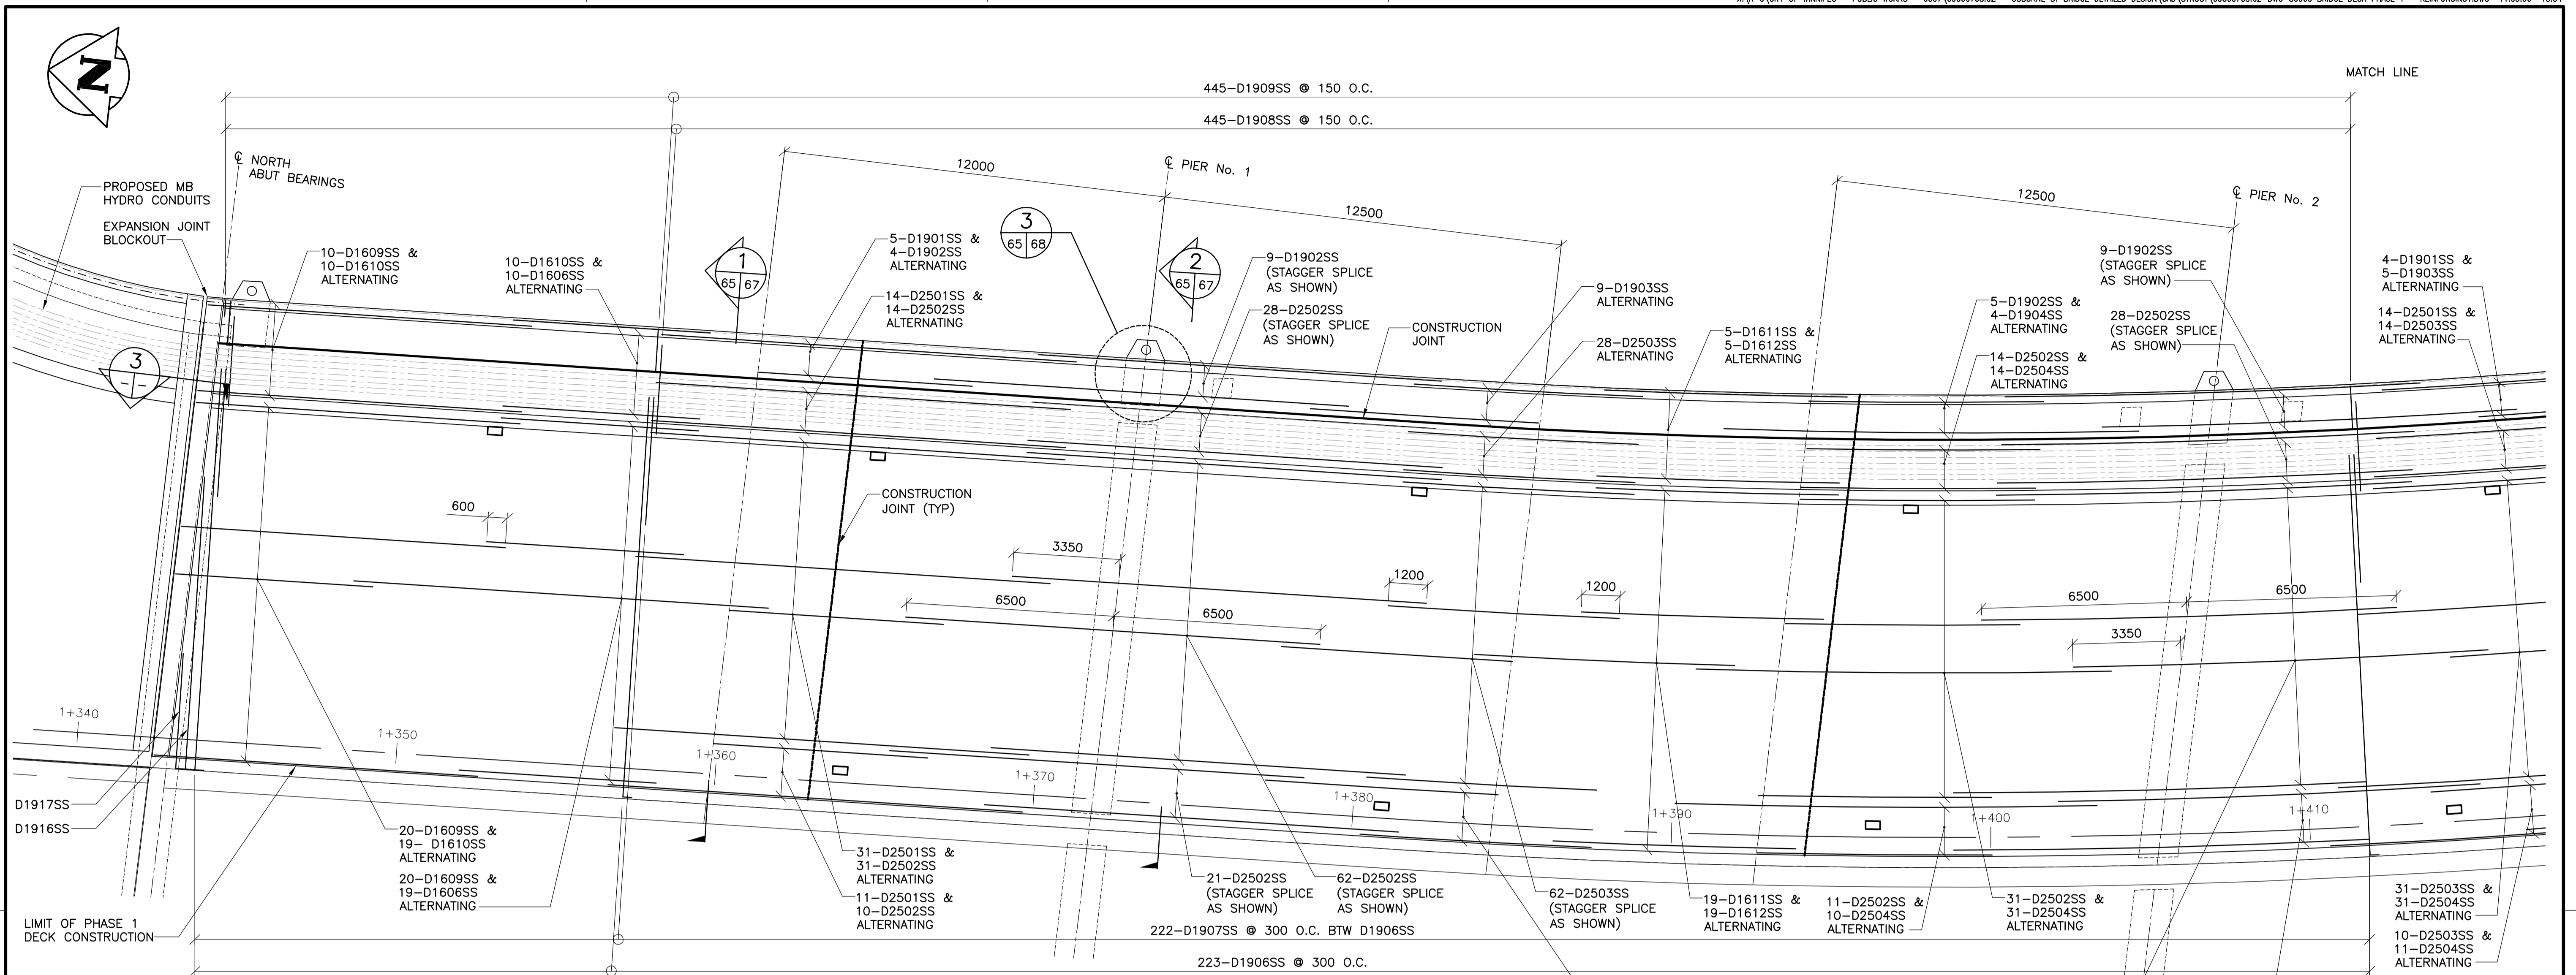 N
MATCH LINE
445-D1909SS @ 150 O.C.
445-D1908SS @ 150 O.C.
℄ NORTH
ABUT BEARINGS
12000
℄ PIER No. 1
12500
12500
℄ PIER No. 2
PROPOSED MB
HYDRO CONDUITS
EXPANSION JOINT
BLOCKOUT
10-D1609SS &
10-D1610SS
ALTERNATING
10-D1610SS &
10-D1606SS
ALTERNATING
1
65 67
5-D1901SS &
4-D1902SS
ALTERNATING
14-D2501SS &
14-D2502SS
ALTERNATING
3
65 68
2
65 67
9-D1902SS
(STAGGER SPLICE
AS SHOWN)
28-D2502SS
(STAGGER SPLICE
AS SHOWN)
CONSTRUCTION
JOINT
9-D1903SS
ALTERNATING
28-D2503SS
ALTERNATING
5-D1611SS &
5-D1612SS
ALTERNATING
5-D1902SS &
4-D1904SS
ALTERNATING
14-D2502SS &
14-D2504SS
ALTERNATING
9-D1902SS
(STAGGER SPLICE
AS SHOWN)
28-D2502SS
(STAGGER SPLICE
AS SHOWN)
4-D1901SS &
5-D1903SS
ALTERNATING
14-D2501SS &
14-D2503SS
ALTERNATING
3
- -
CONSTRUCTION
JOINT (TYP)
600
3350
1200
1200
6500
6500
6500
6500
3350
1+340
1+350
1+360
1+370
1+380
1+390
1+400
1+410
D1917SS
D1916SS
20-D1609SS &
19- D1610SS
ALTERNATING
20-D1609SS &
19-D1606SS
ALTERNATING
31-D2501SS &
31-D2502SS
ALTERNATING
11-D2501SS &
10-D2502SS
ALTERNATING
21-D2502SS
(STAGGER SPLICE
AS SHOWN)
62-D2502SS
(STAGGER SPLICE
AS SHOWN)
62-D2503SS
(STAGGER SPLICE
AS SHOWN)
19-D1611SS &
19-D1612SS
ALTERNATING
11-D2502SS &
10-D2504SS
ALTERNATING
31-D2502SS &
31-D2504SS
ALTERNATING
31-D2503SS &
31-D2504SS
ALTERNATING
10-D2503SS &
11-D2504SS
ALTERNATING
LIMIT OF PHASE 1
DECK CONSTRUCTION
222-D1907SS @ 300 O.C. BTW D1906SS
223-D1906SS @ 300 O.C.